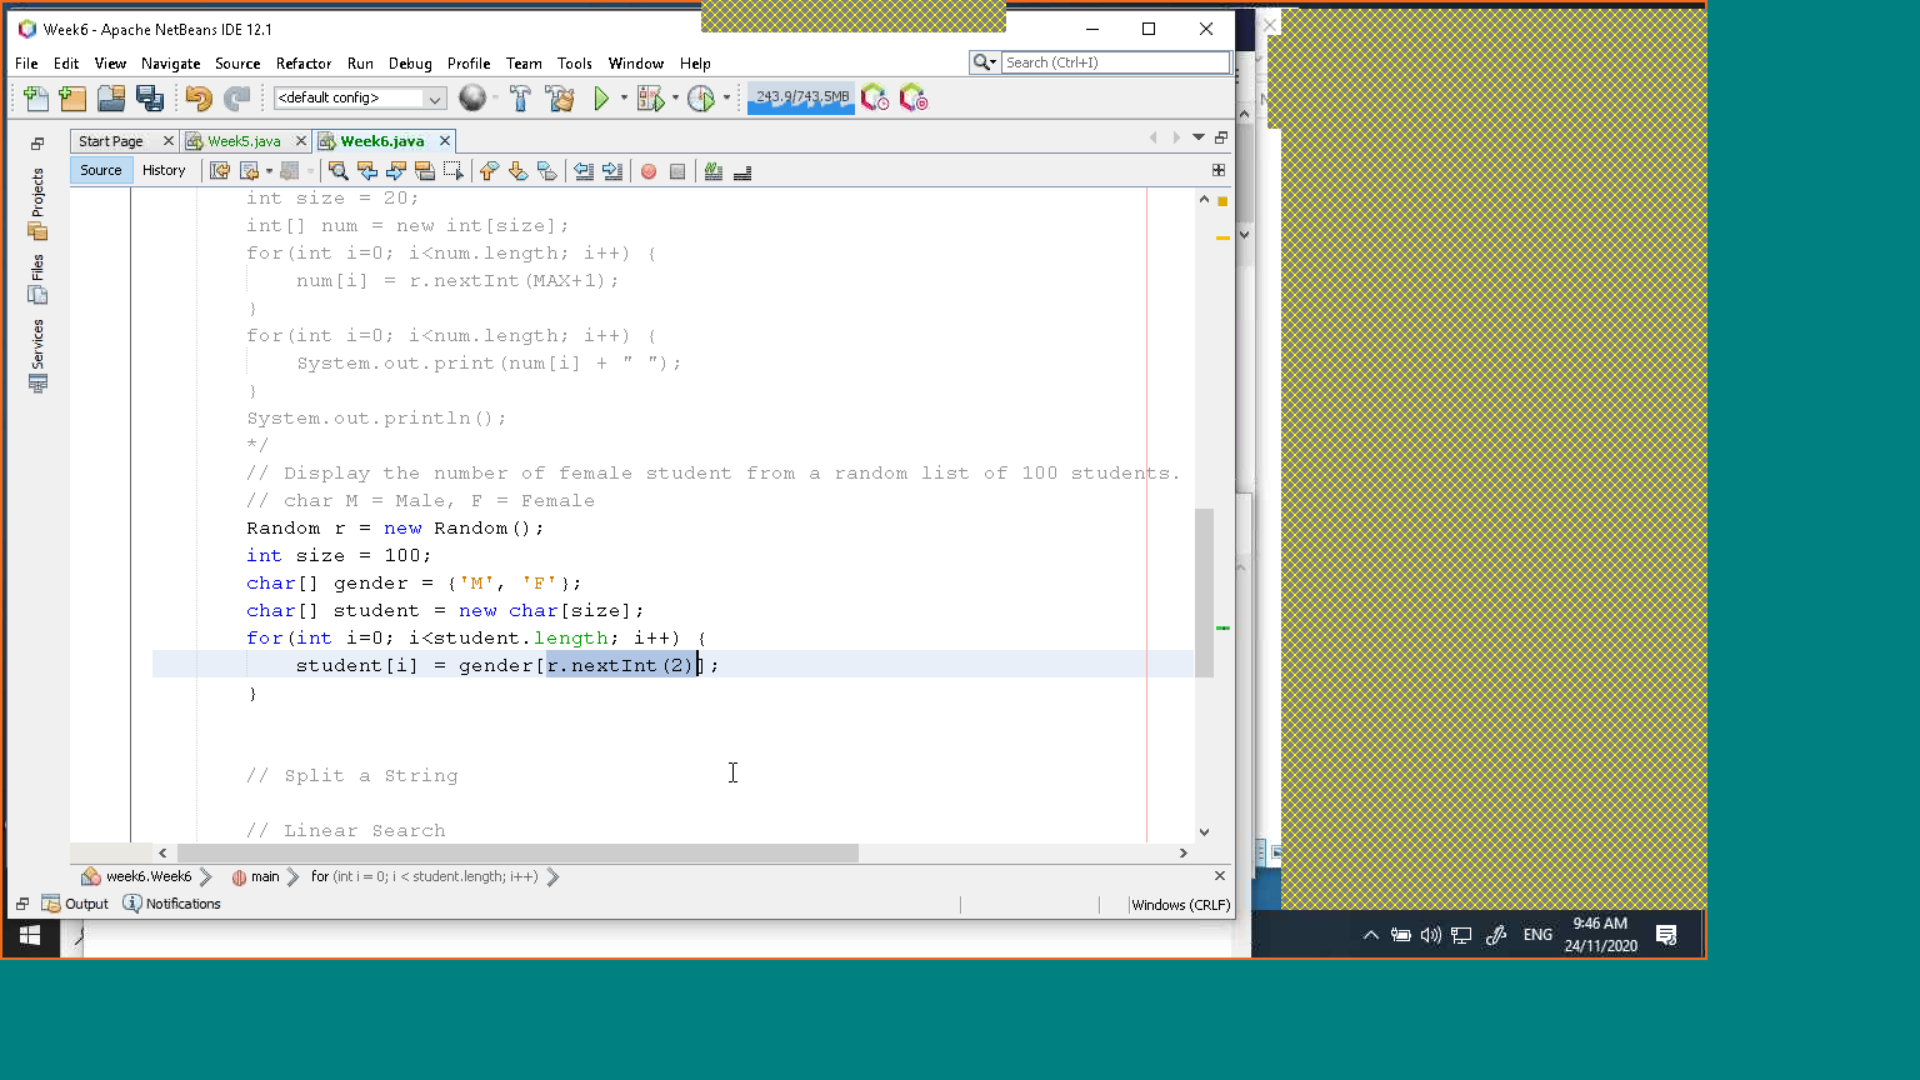 Week6 - Apache NetBeans IDE 12.1
File Edit View Navigate Source Refactor Run Debug Profile Team Tools Window Help
Search (Ctrl+I)
<default config>
243.9/743.5MB
Start Page
Week5.java
Week6.java
Source History
Projects
Files
Services
int size = 20;
int[] num = new int[size];
for(int i=0; i<num.length; i++) {
num[i] = r.nextInt(MAX+1);
}
for(int i=0; i<num.length; i++) {
System.out.print(num[i] + " ");
}
System.out.println();
*/
// Display the number of female student from a random list of 100 students.
// char M = Male, F = Female
Random r = new Random();
int size = 100;
char[] gender = {'M', 'F'};
char[] student = new char[size];
for(int i=0; i<student.length; i++) {
student[i] = gender[r.nextInt(2)];
}
// Split a String
// Linear Search
week6.Week6 main for (int i = 0; i < student.length; i++)
Output Notifications
Windows (CRLF)
ENG
9:46 AM
24/11/2020